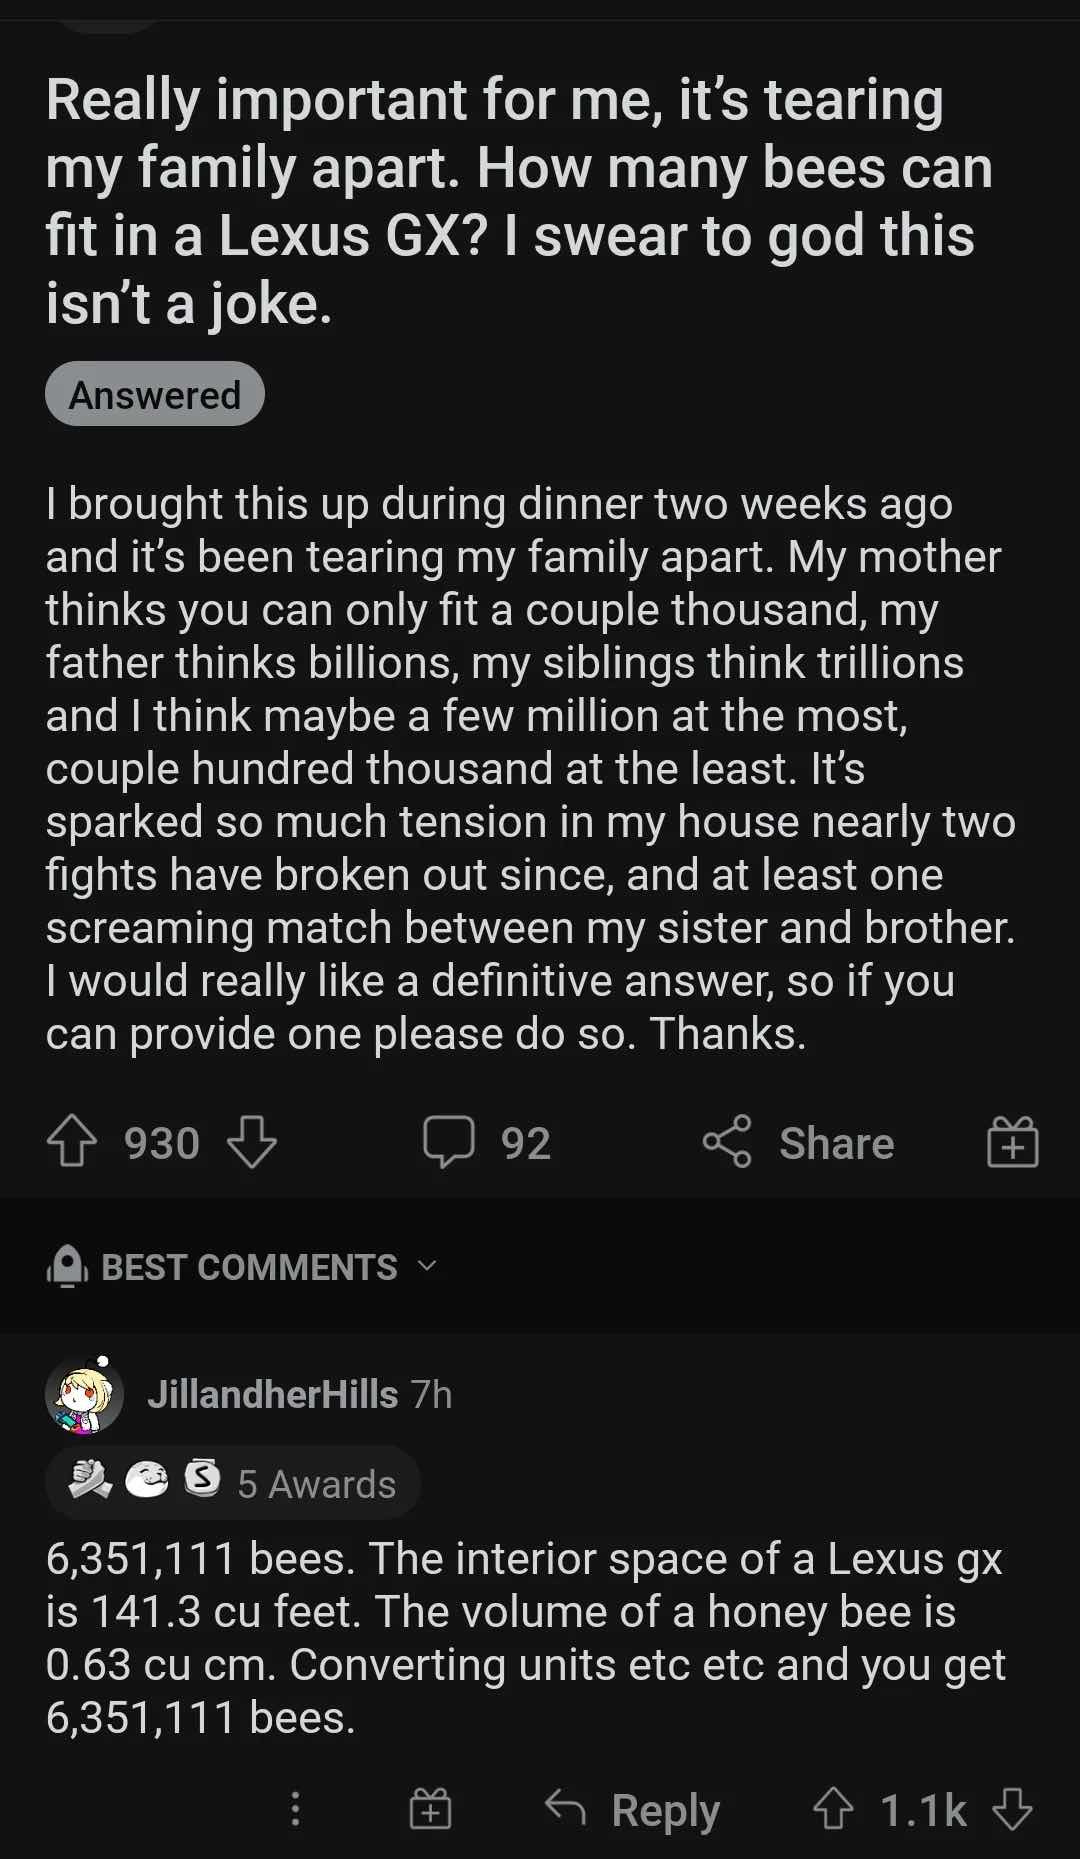 Really important for me, it’s tearing
my family apart. How many bees can
fit in a Lexus GX? I swear to god this
isn’t a joke.
Answered
I brought this up during dinner two weeks ago
and it’s been tearing my family apart. My mother
thinks you can only fit a couple thousand, my
father thinks billions, my siblings think trillions
and I think maybe a few million at the most,
couple hundred thousand at the least. It’s
sparked so much tension in my house nearly two
fights have broken out since, and at least one
screaming match between my sister and brother.
I would really like a definitive answer, so if you
can provide one please do so. Thanks.
930 92 Share
BEST COMMENTS
JillandherHills 7h
S 5 Awards
6,351,111 bees. The interior space of a Lexus gx
is 141.3 cu feet. The volume of a honey bee is
0.63 cu cm. Converting units etc etc and you get
6,351,111 bees.
Reply 1.1k